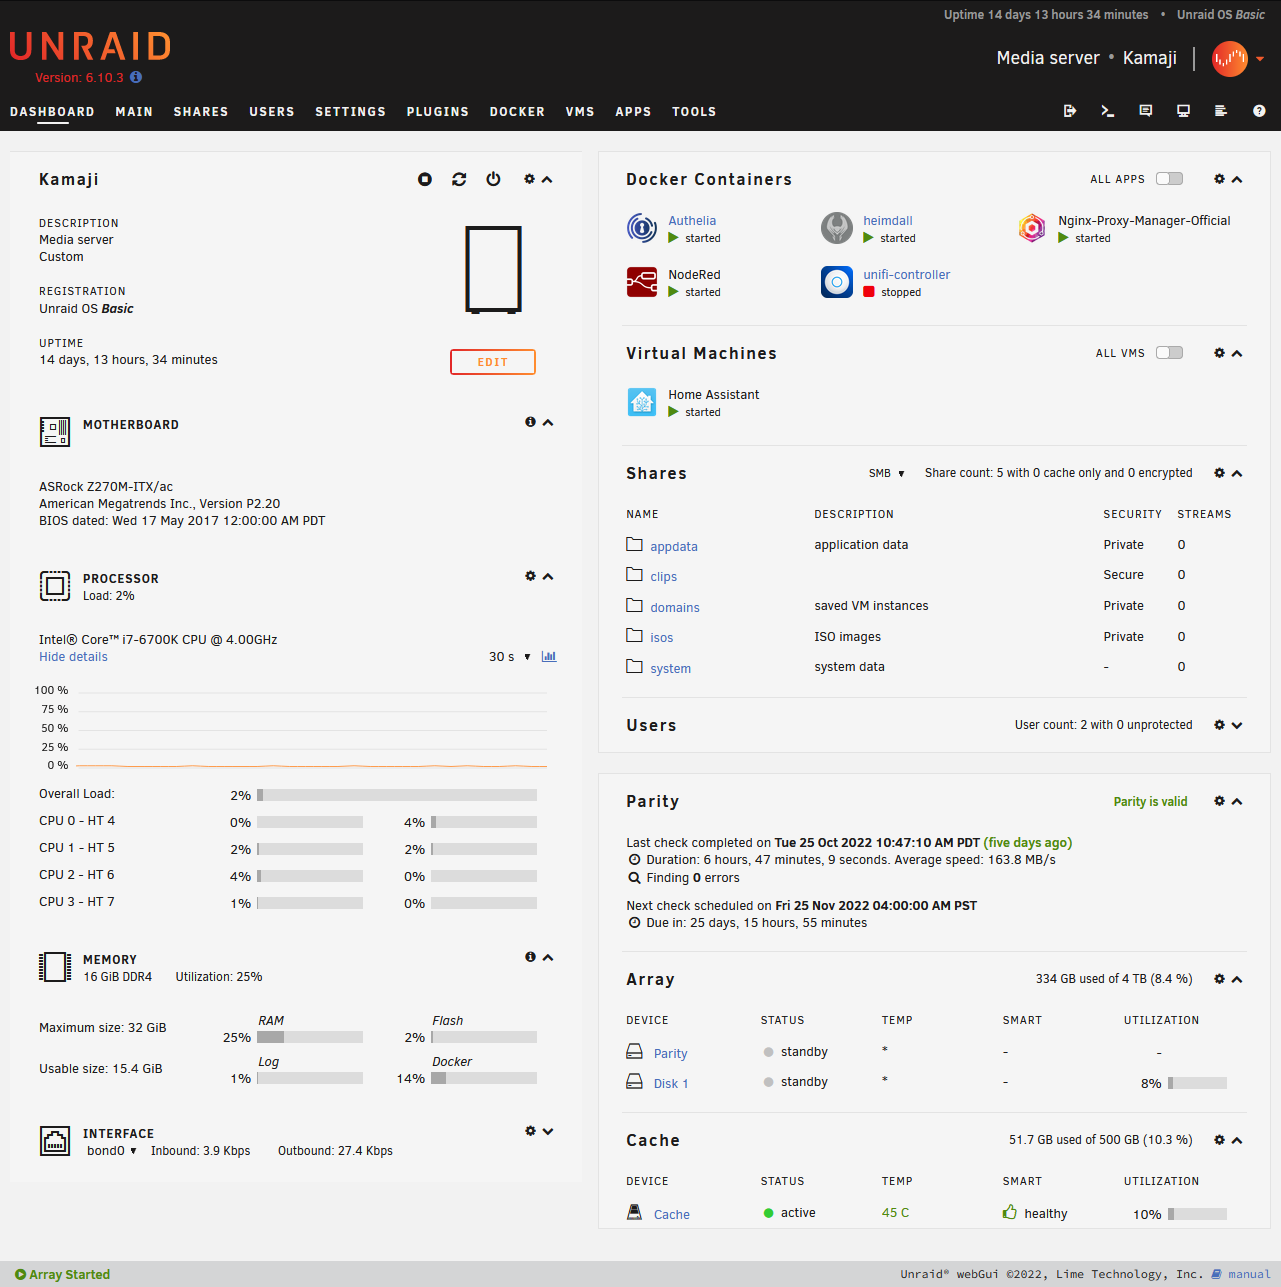 Uptime 14 days 13 hours 34 minutes • Unraid OS Basic
UNRAID
Version: 6.10.3
Media server • Kamaji
DASHBOARD MAIN SHARES USERS SETTINGS PLUGINS DOCKER VMS APPS TOOLS
Kamaji
DESCRIPTION
Media server
Custom
REGISTRATION
Unraid OS Basic
UPTIME
14 days, 13 hours, 34 minutes
EDIT
MOTHERBOARD
ASRock Z270M-ITX/ac
American Megatrends Inc., Version P2.20
BIOS dated: Wed 17 May 2017 12:00:00 AM PDT
PROCESSOR
Load: 2%
Intel® Core™ i7-6700K CPU @ 4.00GHz
Hide details
30 s
100 %
75 %
50 %
25 %
0 %
Overall Load: 2%
CPU 0 - HT 4 0% 4%
CPU 1 - HT 5 2% 2%
CPU 2 - HT 6 4% 0%
CPU 3 - HT 7 1% 0%
MEMORY
16 GiB DDR4 Utilization: 25%
RAM Flash
Maximum size: 32 GiB 25% 2%
Log Docker
Usable size: 15.4 GiB 1% 14%
INTERFACE
bond0 Inbound: 3.9 Kbps Outbound: 27.4 Kbps
Docker Containers ALL APPS
Authelia
started
heimdall
started
Nginx-Proxy-Manager-Official
started
NodeRed
started
unifi-controller
stopped
Virtual Machines ALL VMS
Home Assistant
started
Shares SMB Share count: 5 with 0 cache only and 0 encrypted
NAME DESCRIPTION SECURITY STREAMS
appdata application data Private 0
clips Secure 0
domains saved VM instances Private 0
isos ISO images Private 0
system system data - 0
Users User count: 2 with 0 unprotected
Parity Parity is valid
Last check completed on Tue 25 Oct 2022 10:47:10 AM PDT (five days ago)
Duration: 6 hours, 47 minutes, 9 seconds. Average speed: 163.8 MB/s
Finding 0 errors
Next check scheduled on Fri 25 Nov 2022 04:00:00 AM PST
Due in: 25 days, 15 hours, 55 minutes
Array 334 GB used of 4 TB (8.4 %)
DEVICE STATUS TEMP SMART UTILIZATION
Parity standby * - -
Disk 1 standby * - 8%
Cache 51.7 GB used of 500 GB (10.3 %)
DEVICE STATUS TEMP SMART UTILIZATION
Cache active 45 C healthy 10%
Array Started
Unraid® webGui ©2022, Lime Technology, Inc. manual